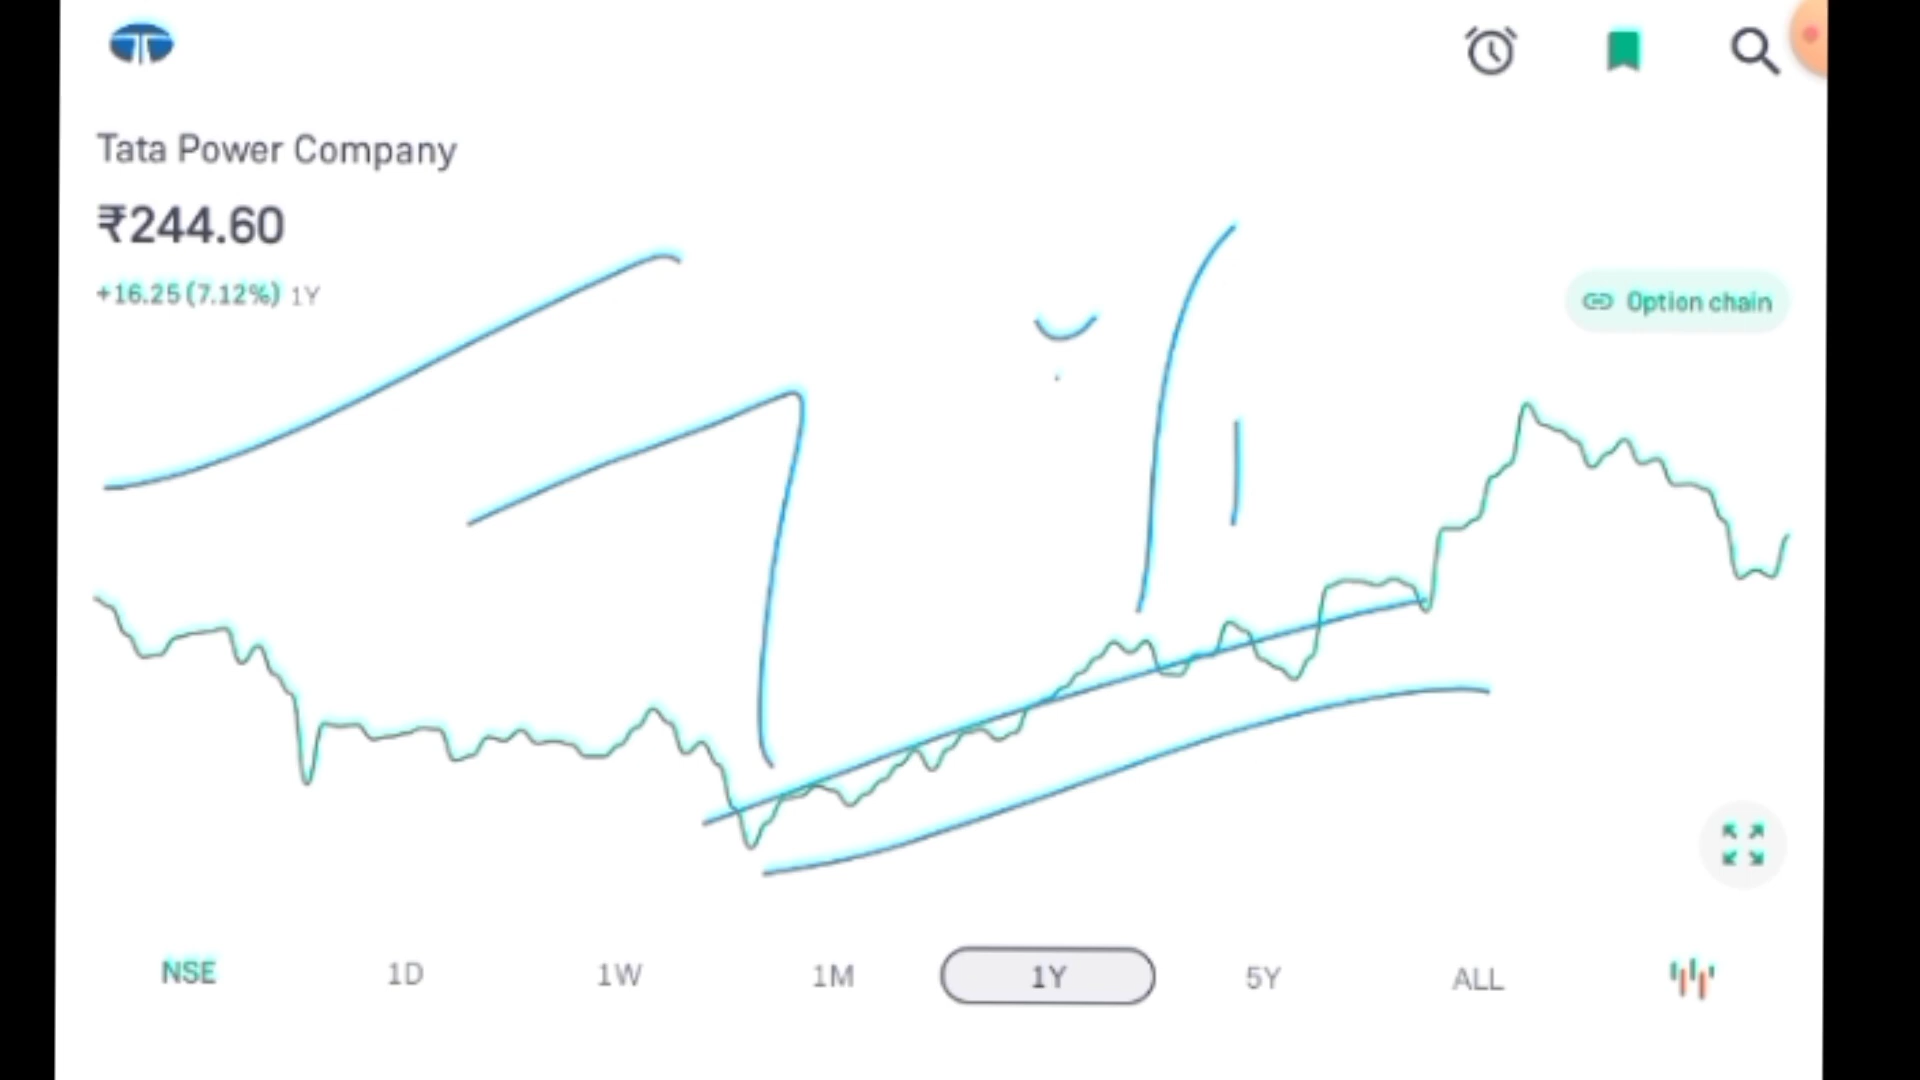 Tata Power Company
₹244.60
+16.25 (7.12%) 1Y
Option chain
NSE 1D 1W 1M 1Y 5Y ALL